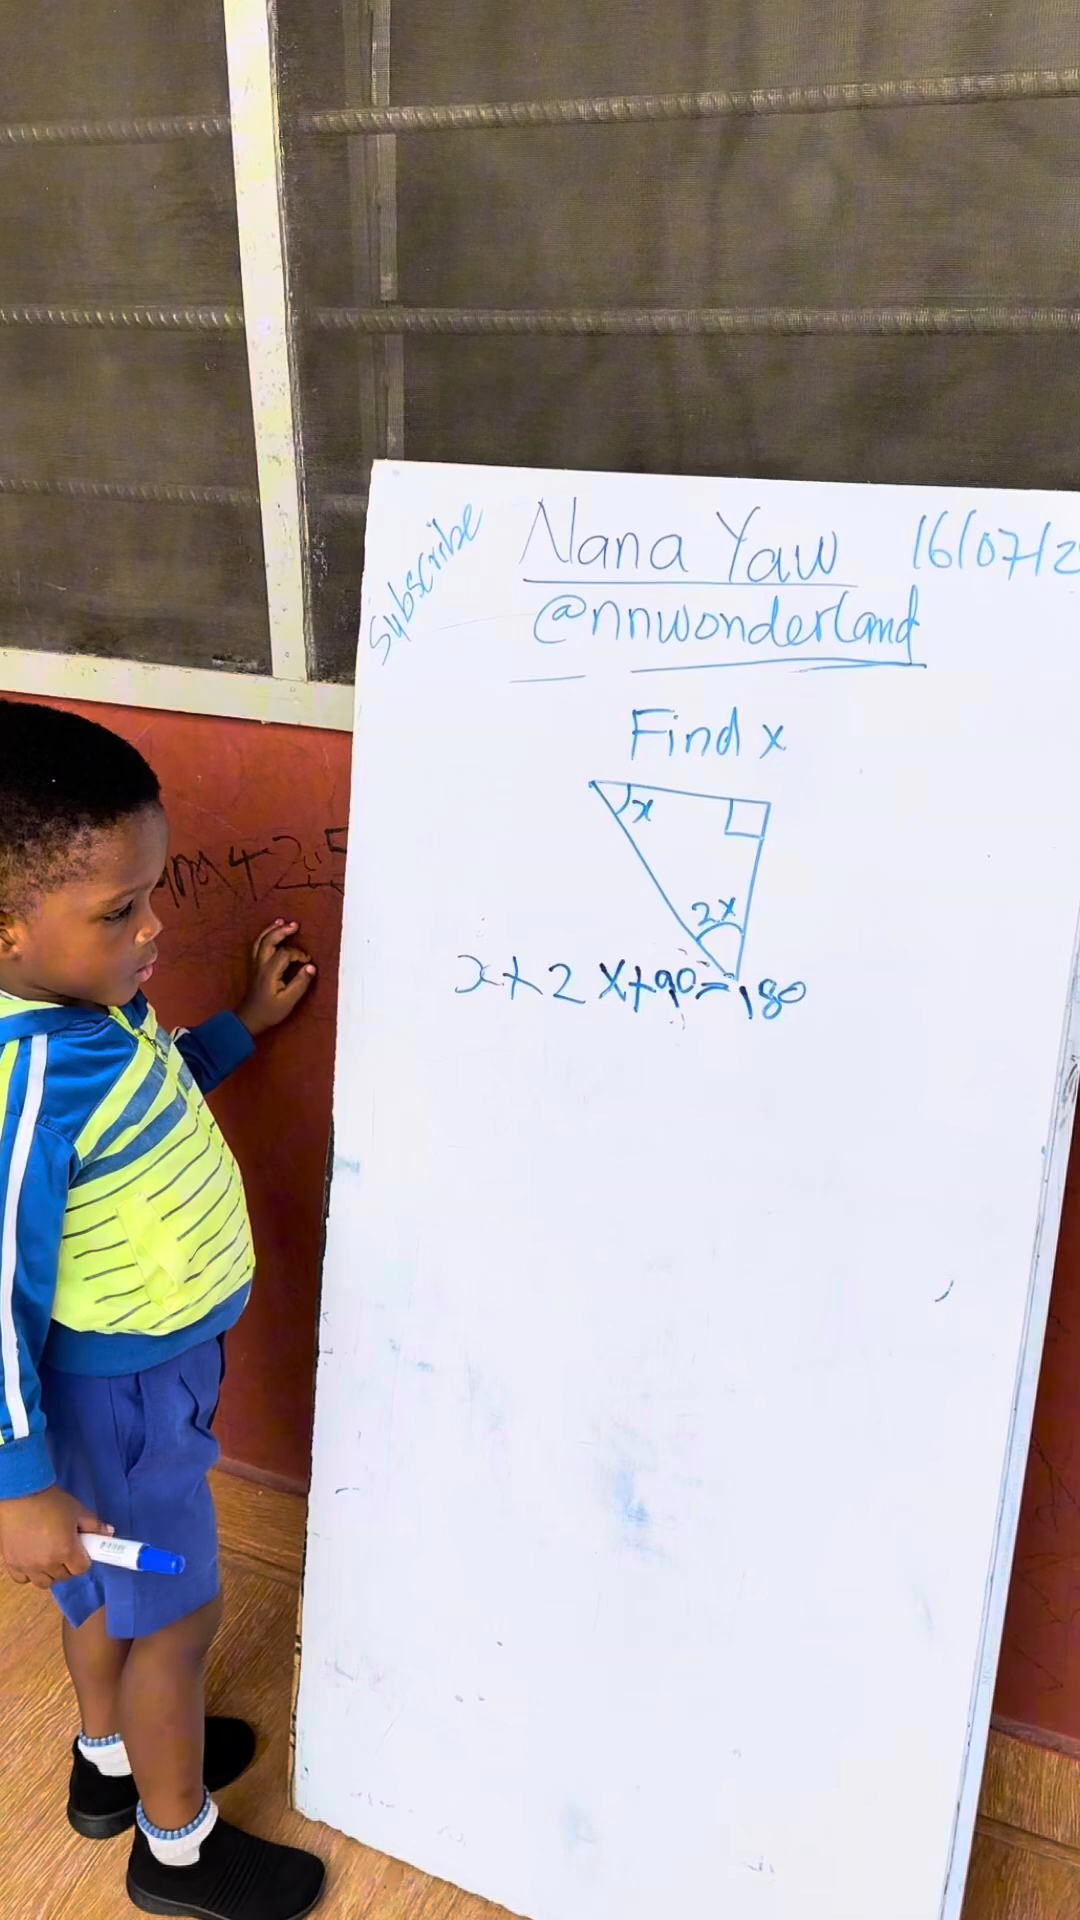 Subscribe
Nana Yaw 16/07/2
@nnwonderland
Find x
x
2x
x+2x+90=180